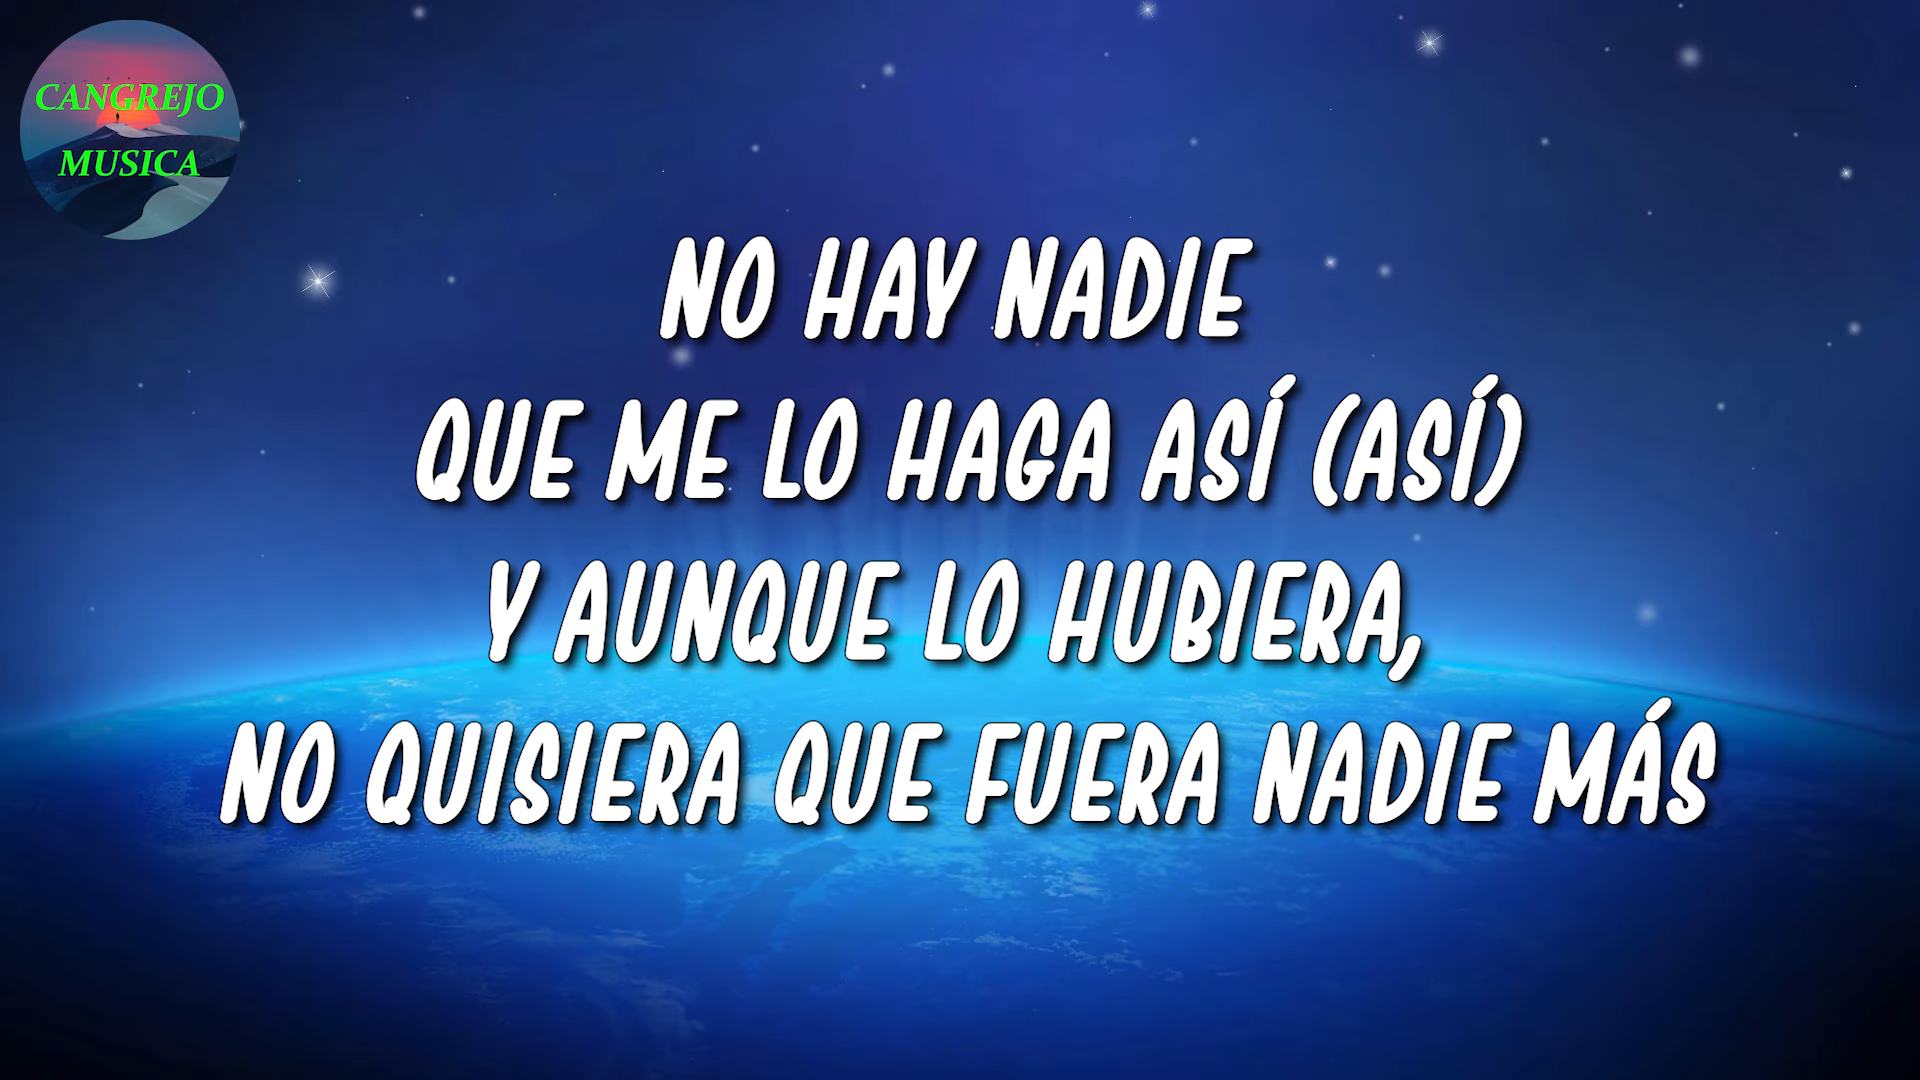 CANGREJO
MUSICA
NO HAY NADIE
QUE ME LO HAGA ASÍ (ASÍ)
Y AUNQUE LO HUBIERA,
NO QUISIERA QUE FUERA NADIE MÁS